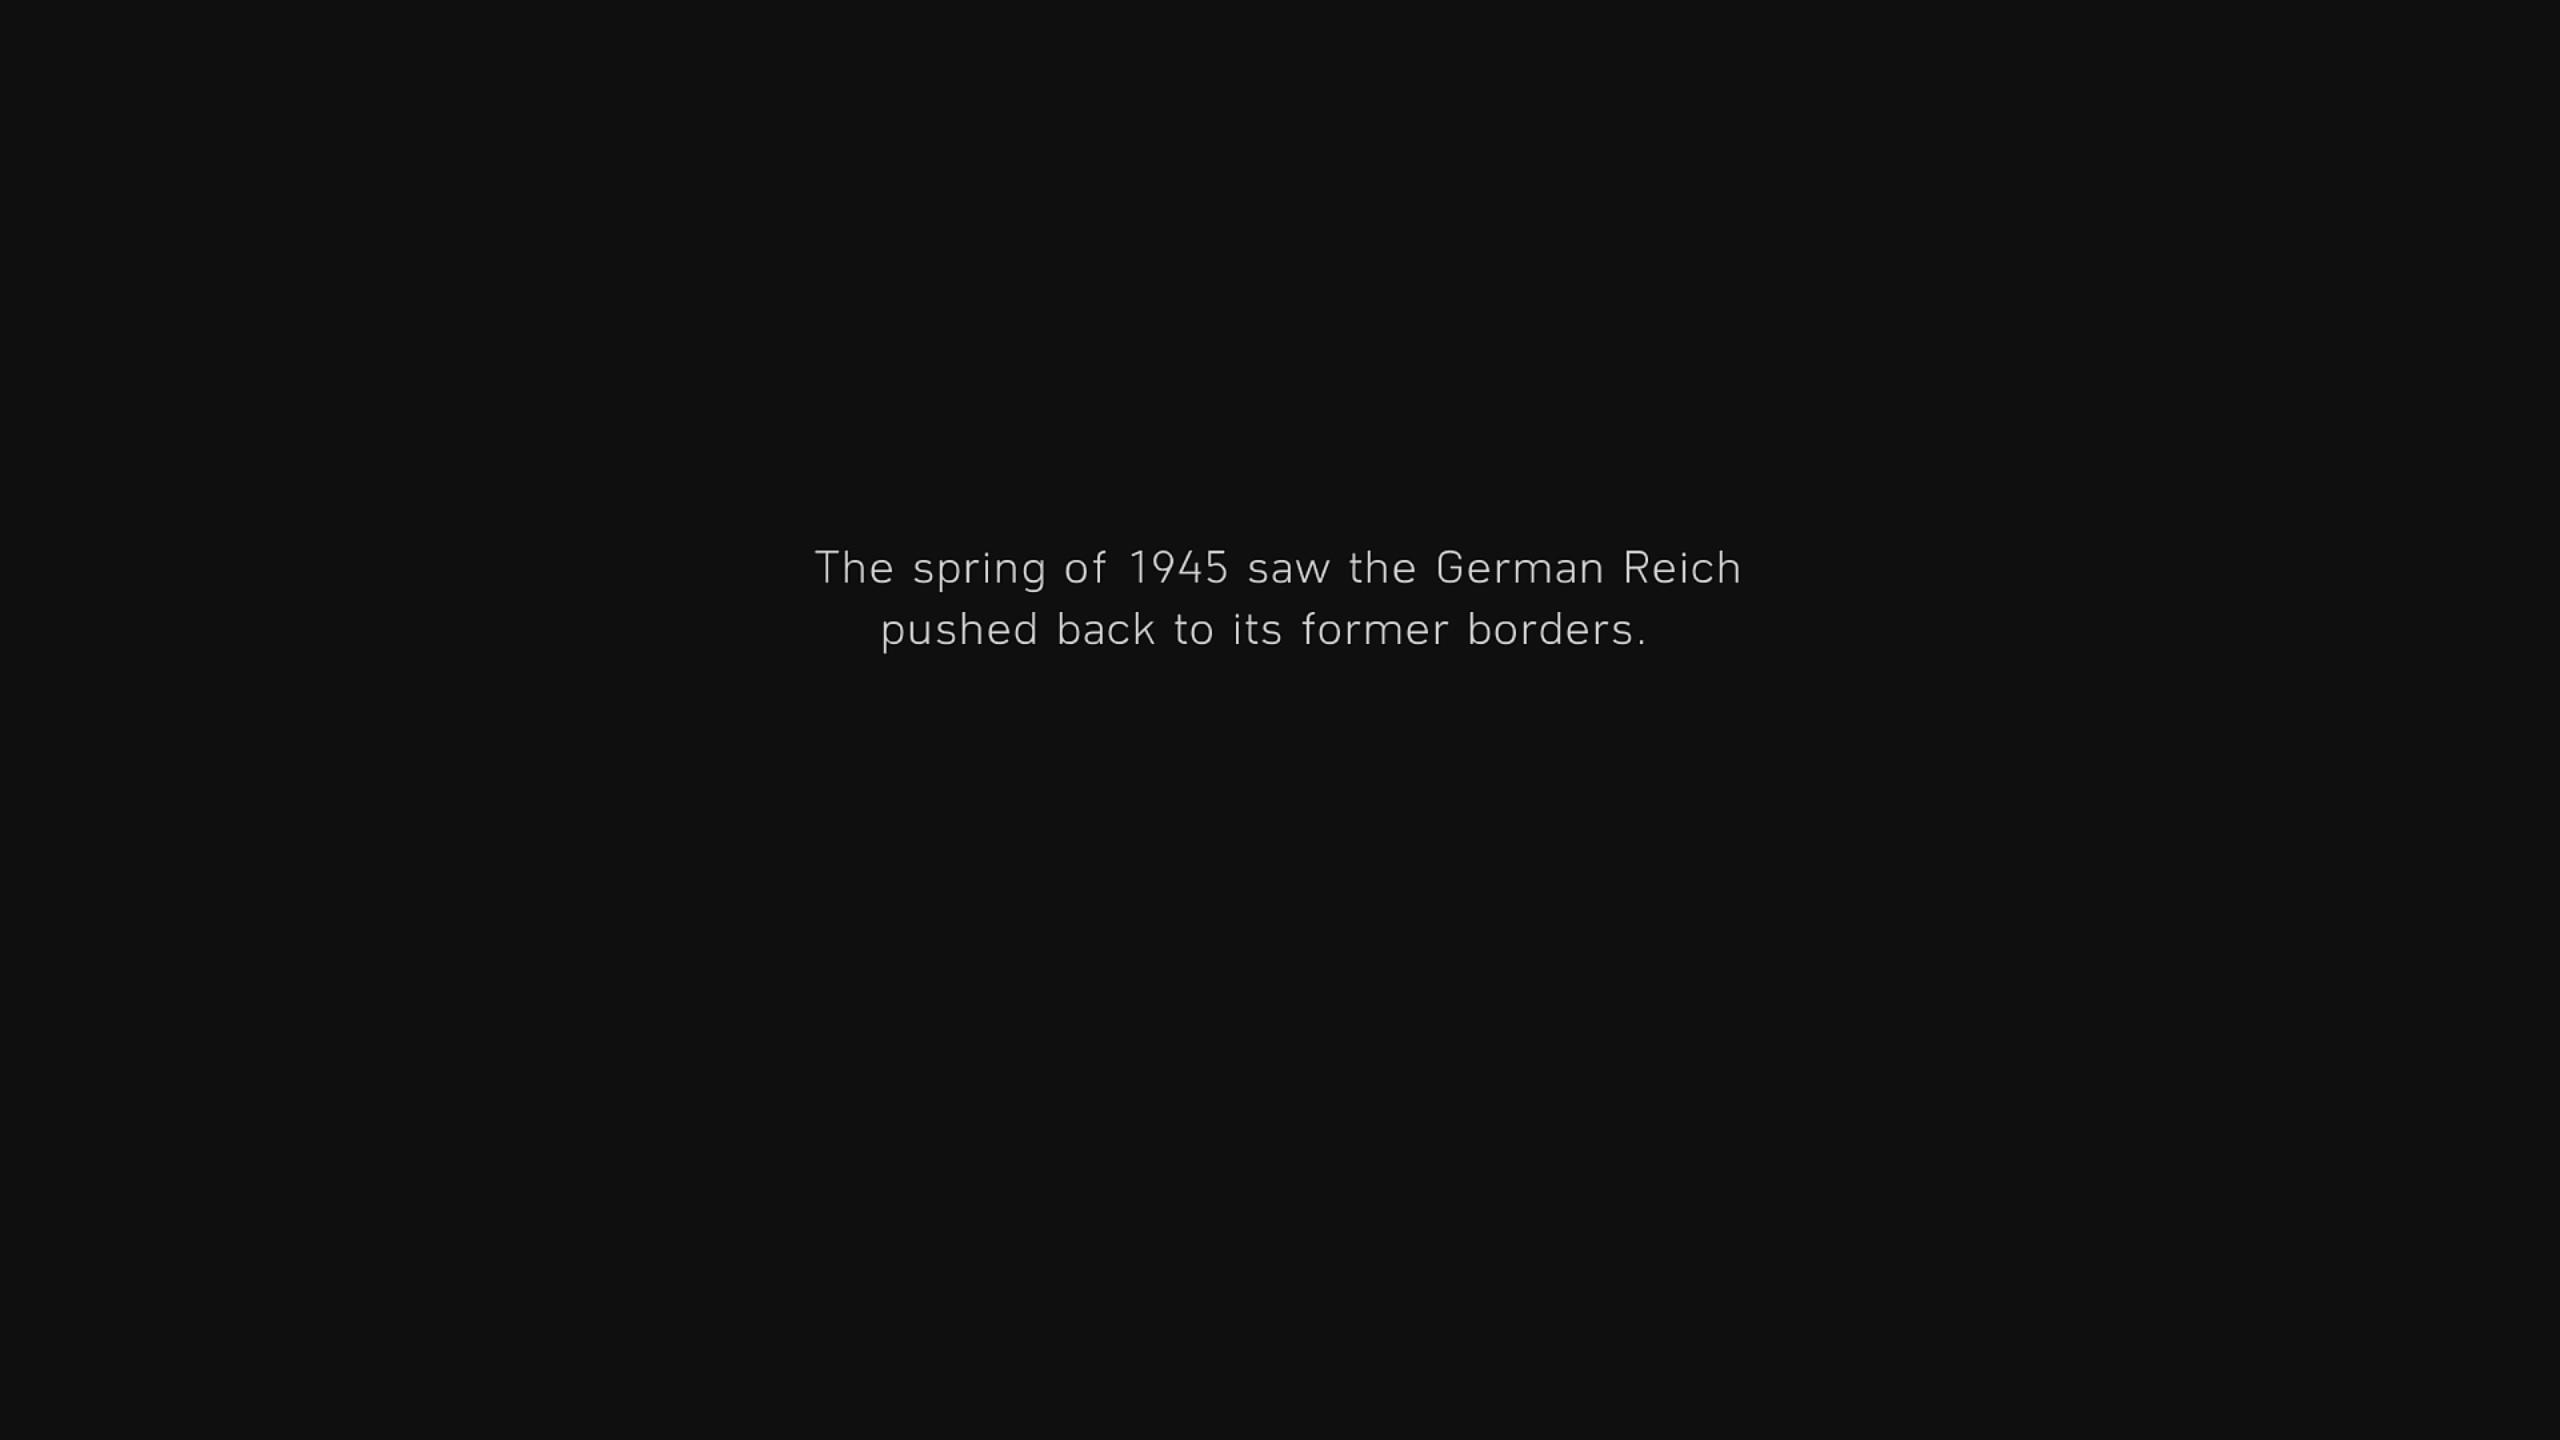 The spring of 1945 saw the German Reich
pushed back to its former borders.